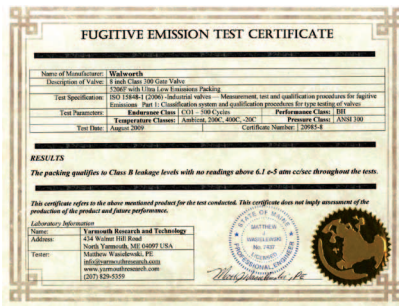 FUGITIVE EMISSION TEST CERTIFICATE
Name of Manufacturer: Walworth
Description of Valve: 8 inch Class 300 Gate Valve
5206F with Ultra Low Emissions Packing
Test Specification: ISO 15848-1 (2006) -Industrial valves — Measurement, test and qualification procedures for fugitive
Emissions Part 1: Classification system and qualification procedures for type testing of valves
Test Parameters: Endurance Class CO1 – 500 Cycles Performance Class: BH
Temperature Classes: Ambient, 200C, 400C, -20C Pressure Class: ANSI 300
Test Date: August 2009 Certificate Number: 20985-8
RESULTS
The packing qualifies to Class B leakage levels with no readings above 6.1 e-5 atm cc/sec throughout the tests.
This certificate refers to the above mentioned product for the test conducted. This certificate does not imply assessment of the
production of the product and future performance.
Laboratory Information
Name: Yarmouth Research and Technology
Address: 434 Walnut Hill Road
North Yarmouth, ME 04097 USA
Tester: Matthew Wasielewski, PE
info@yarmouthresearch.com
www.yarmouthresearch.com
(207) 829-5359
STATE OF MAINE
MATTHEW
J.
WASIELEWSKI
LICENSED
PROFESSIONAL ENGINEER